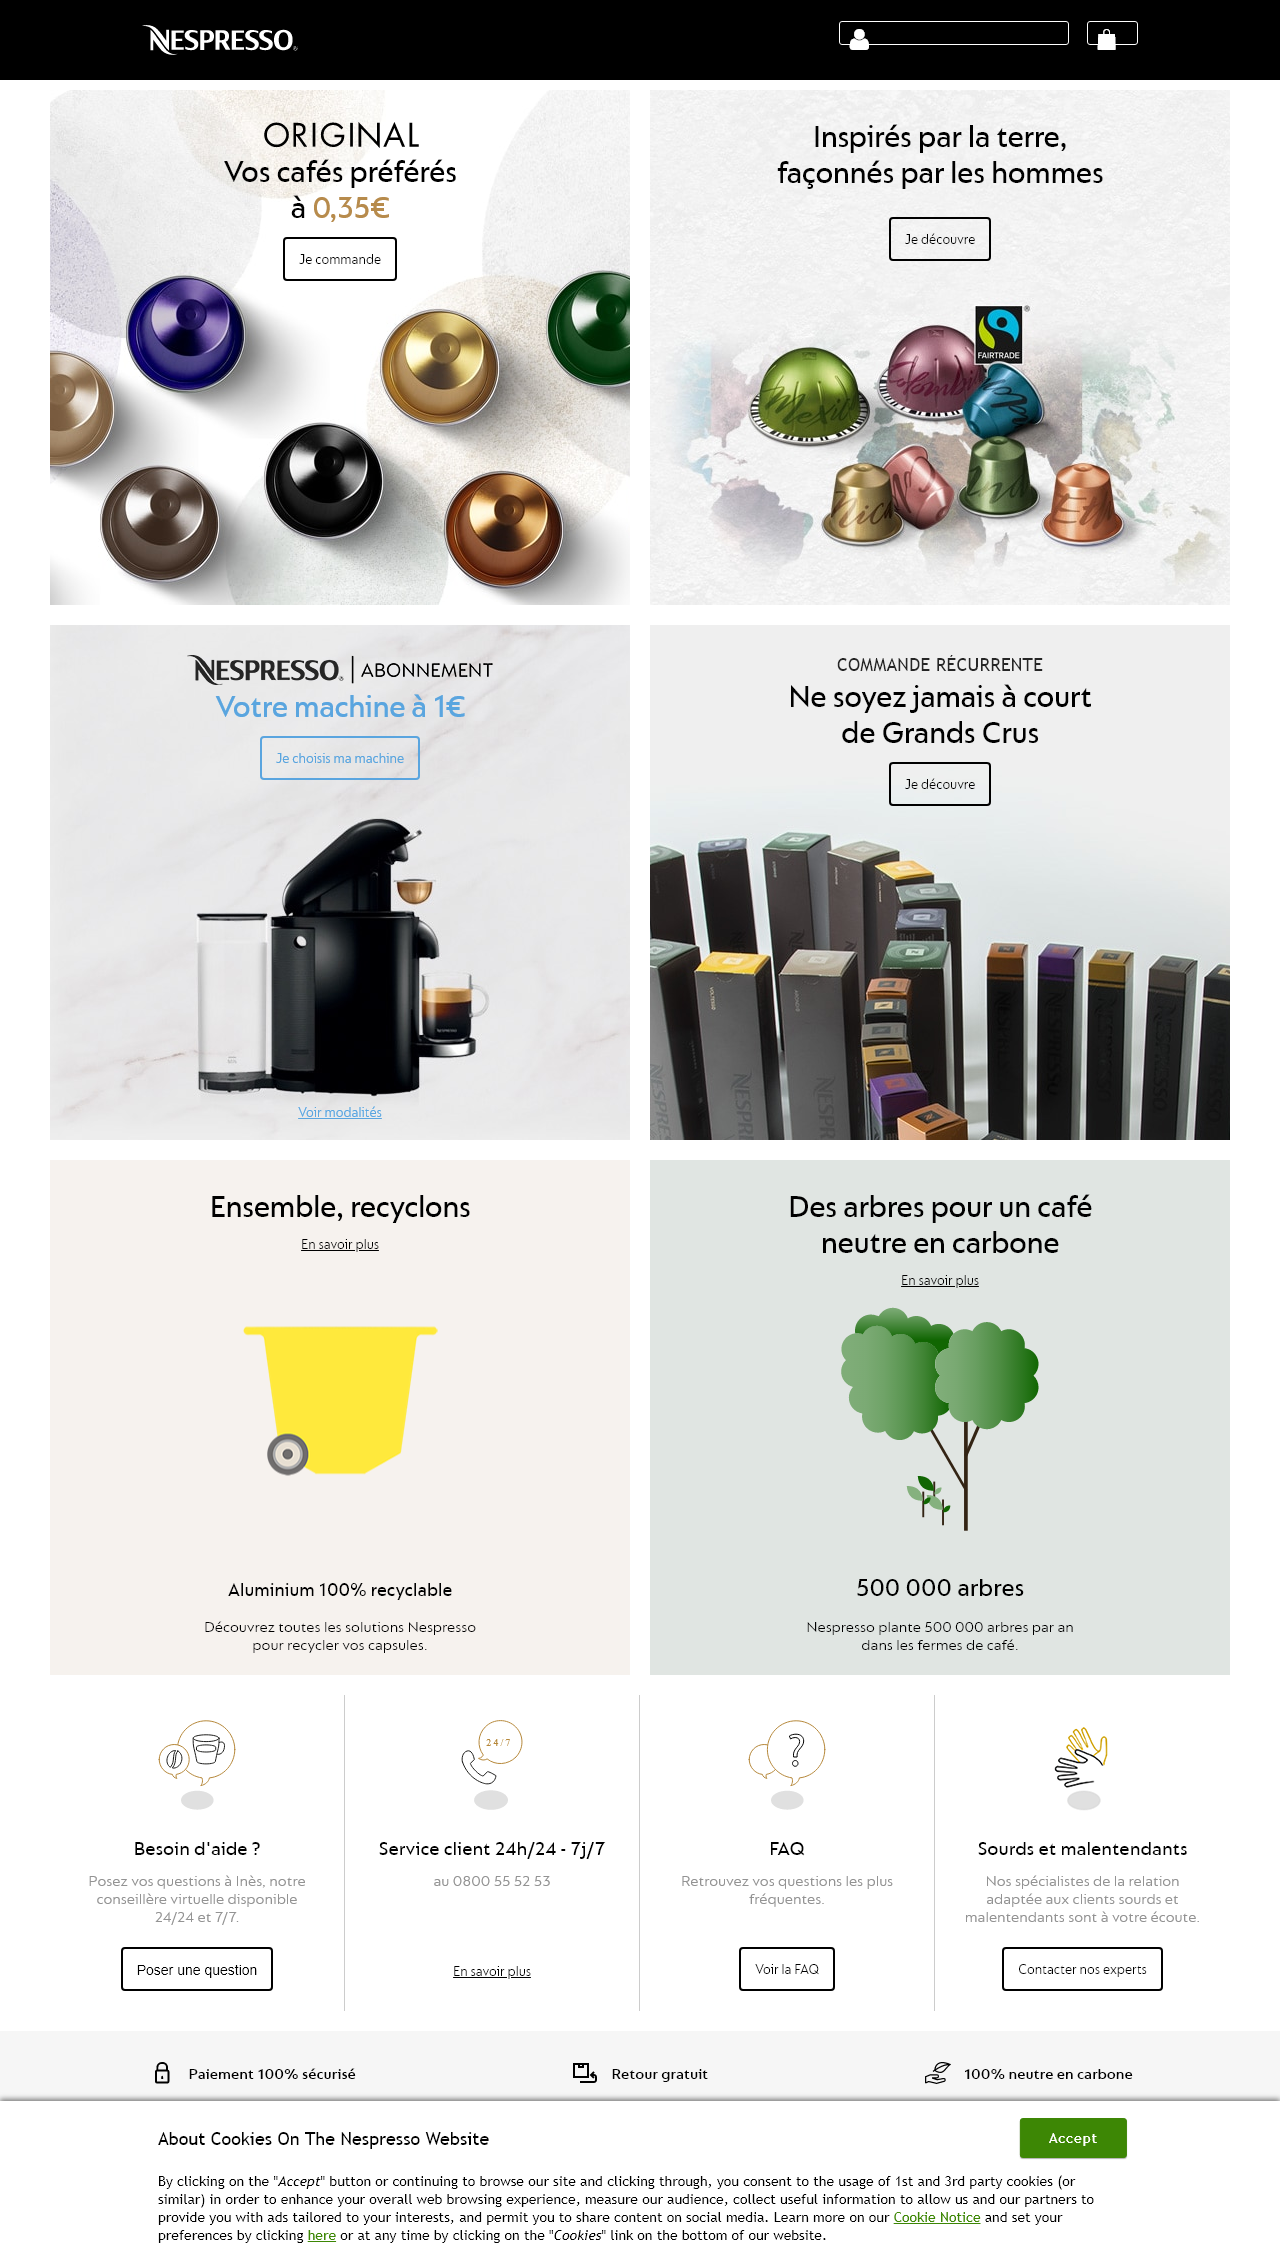 NESPRESSO®
ORIGINAL
Vos cafés préférés
à 0,35€
Je commande
Inspirés par la terre,
façonnés par les hommes
Je découvre
FAIRTRADE
NESPRESSO® | ABONNEMENT
Votre machine à 1€
Je choisis ma machine
Voir modalités
COMMANDE RÉCURRENTE
Ne soyez jamais à court
de Grands Crus
Je découvre
Ensemble, recyclons
En savoir plus
Aluminium 100% recyclable
Découvrez toutes les solutions Nespresso
pour recycler vos capsules.
Des arbres pour un café
neutre en carbone
En savoir plus
500 000 arbres
Nespresso plante 500 000 arbres par an
dans les fermes de café.
Besoin d'aide ?
Posez vos questions à Inès, notre
conseillère virtuelle disponible
24/24 et 7/7.
Poser une question
24/7
Service client 24h/24 - 7j/7
au 0800 55 52 53
En savoir plus
FAQ
Retrouvez vos questions les plus
fréquentes.
Voir la FAQ
Sourds et malentendants
Nos spécialistes de la relation
adaptée aux clients sourds et
malentendants sont à votre écoute.
Contacter nos experts
Paiement 100% sécurisé
Retour gratuit
100% neutre en carbone
About Cookies On The Nespresso Website
Accept
By clicking on the "Accept" button or continuing to browse our site and clicking through, you consent to the usage of 1st and 3rd party cookies (or
similar) in order to enhance your overall web browsing experience, measure our audience, collect useful information to allow us and our partners to
provide you with ads tailored to your interests, and permit you to share content on social media. Learn more on our Cookie Notice and set your
preferences by clicking here or at any time by clicking on the "Cookies" link on the bottom of our website.